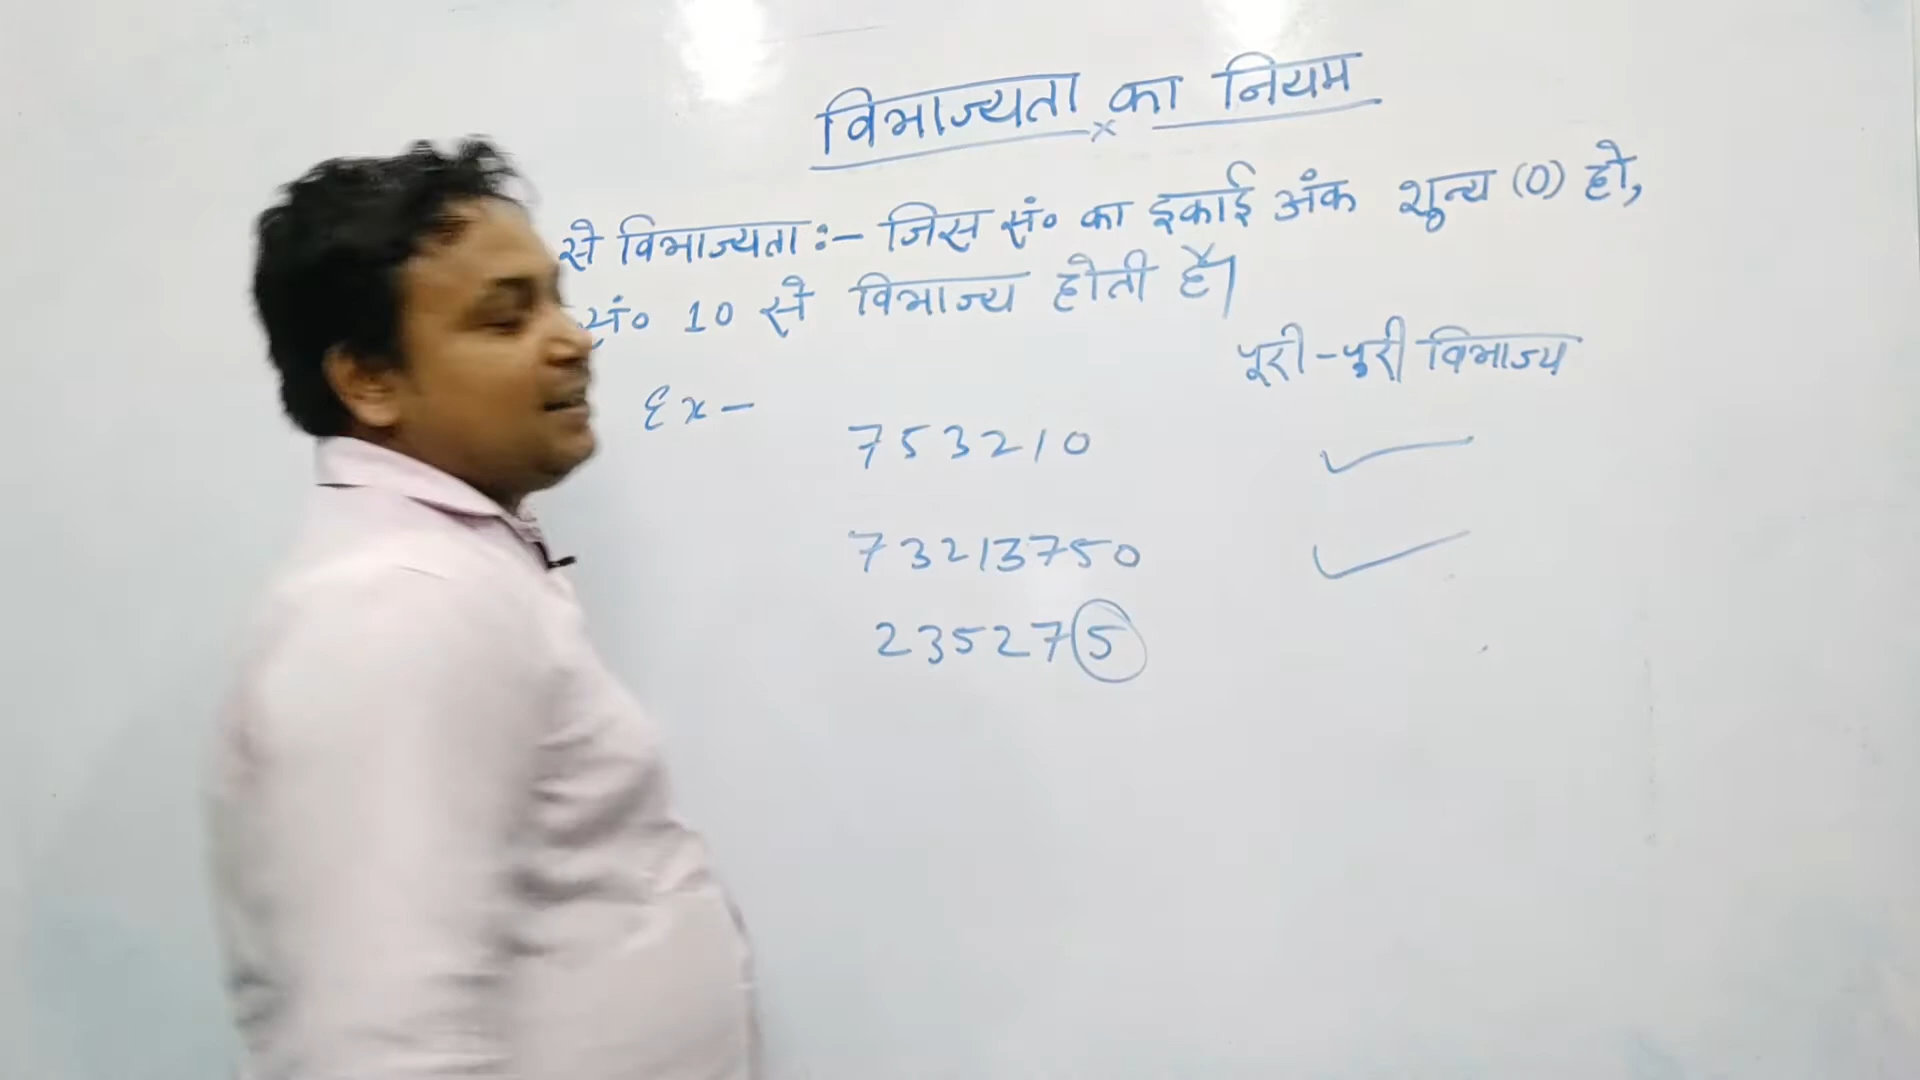 विभाज्यता का नियम
से विभाज्यता :- जिस सं० का इकाई अंक शून्य (0) हो,
सं० 10 से विभाज्य होती है।
पूरी-पुरी विभाज्य
Ex-
753210
73213750
235275